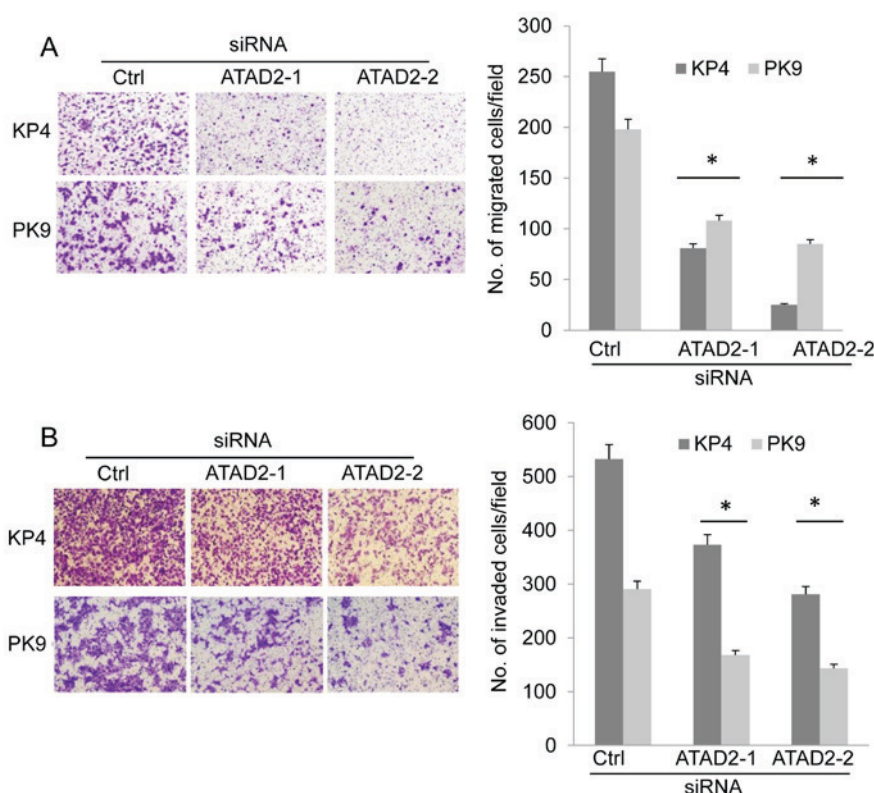 A
siRNA
Ctrl ATAD2-1 ATAD2-2
KP4
PK9
No. of migrated cells/field
300
250
200
150
100
50
0
KP4 PK9
* *
Ctrl ATAD2-1 ATAD2-2
siRNA
B
siRNA
Ctrl ATAD2-1 ATAD2-2
KP4
PK9
No. of invaded cells/field
600
500
400
300
200
100
0
KP4 PK9
* *
Ctrl ATAD2-1 ATAD2-2
siRNA